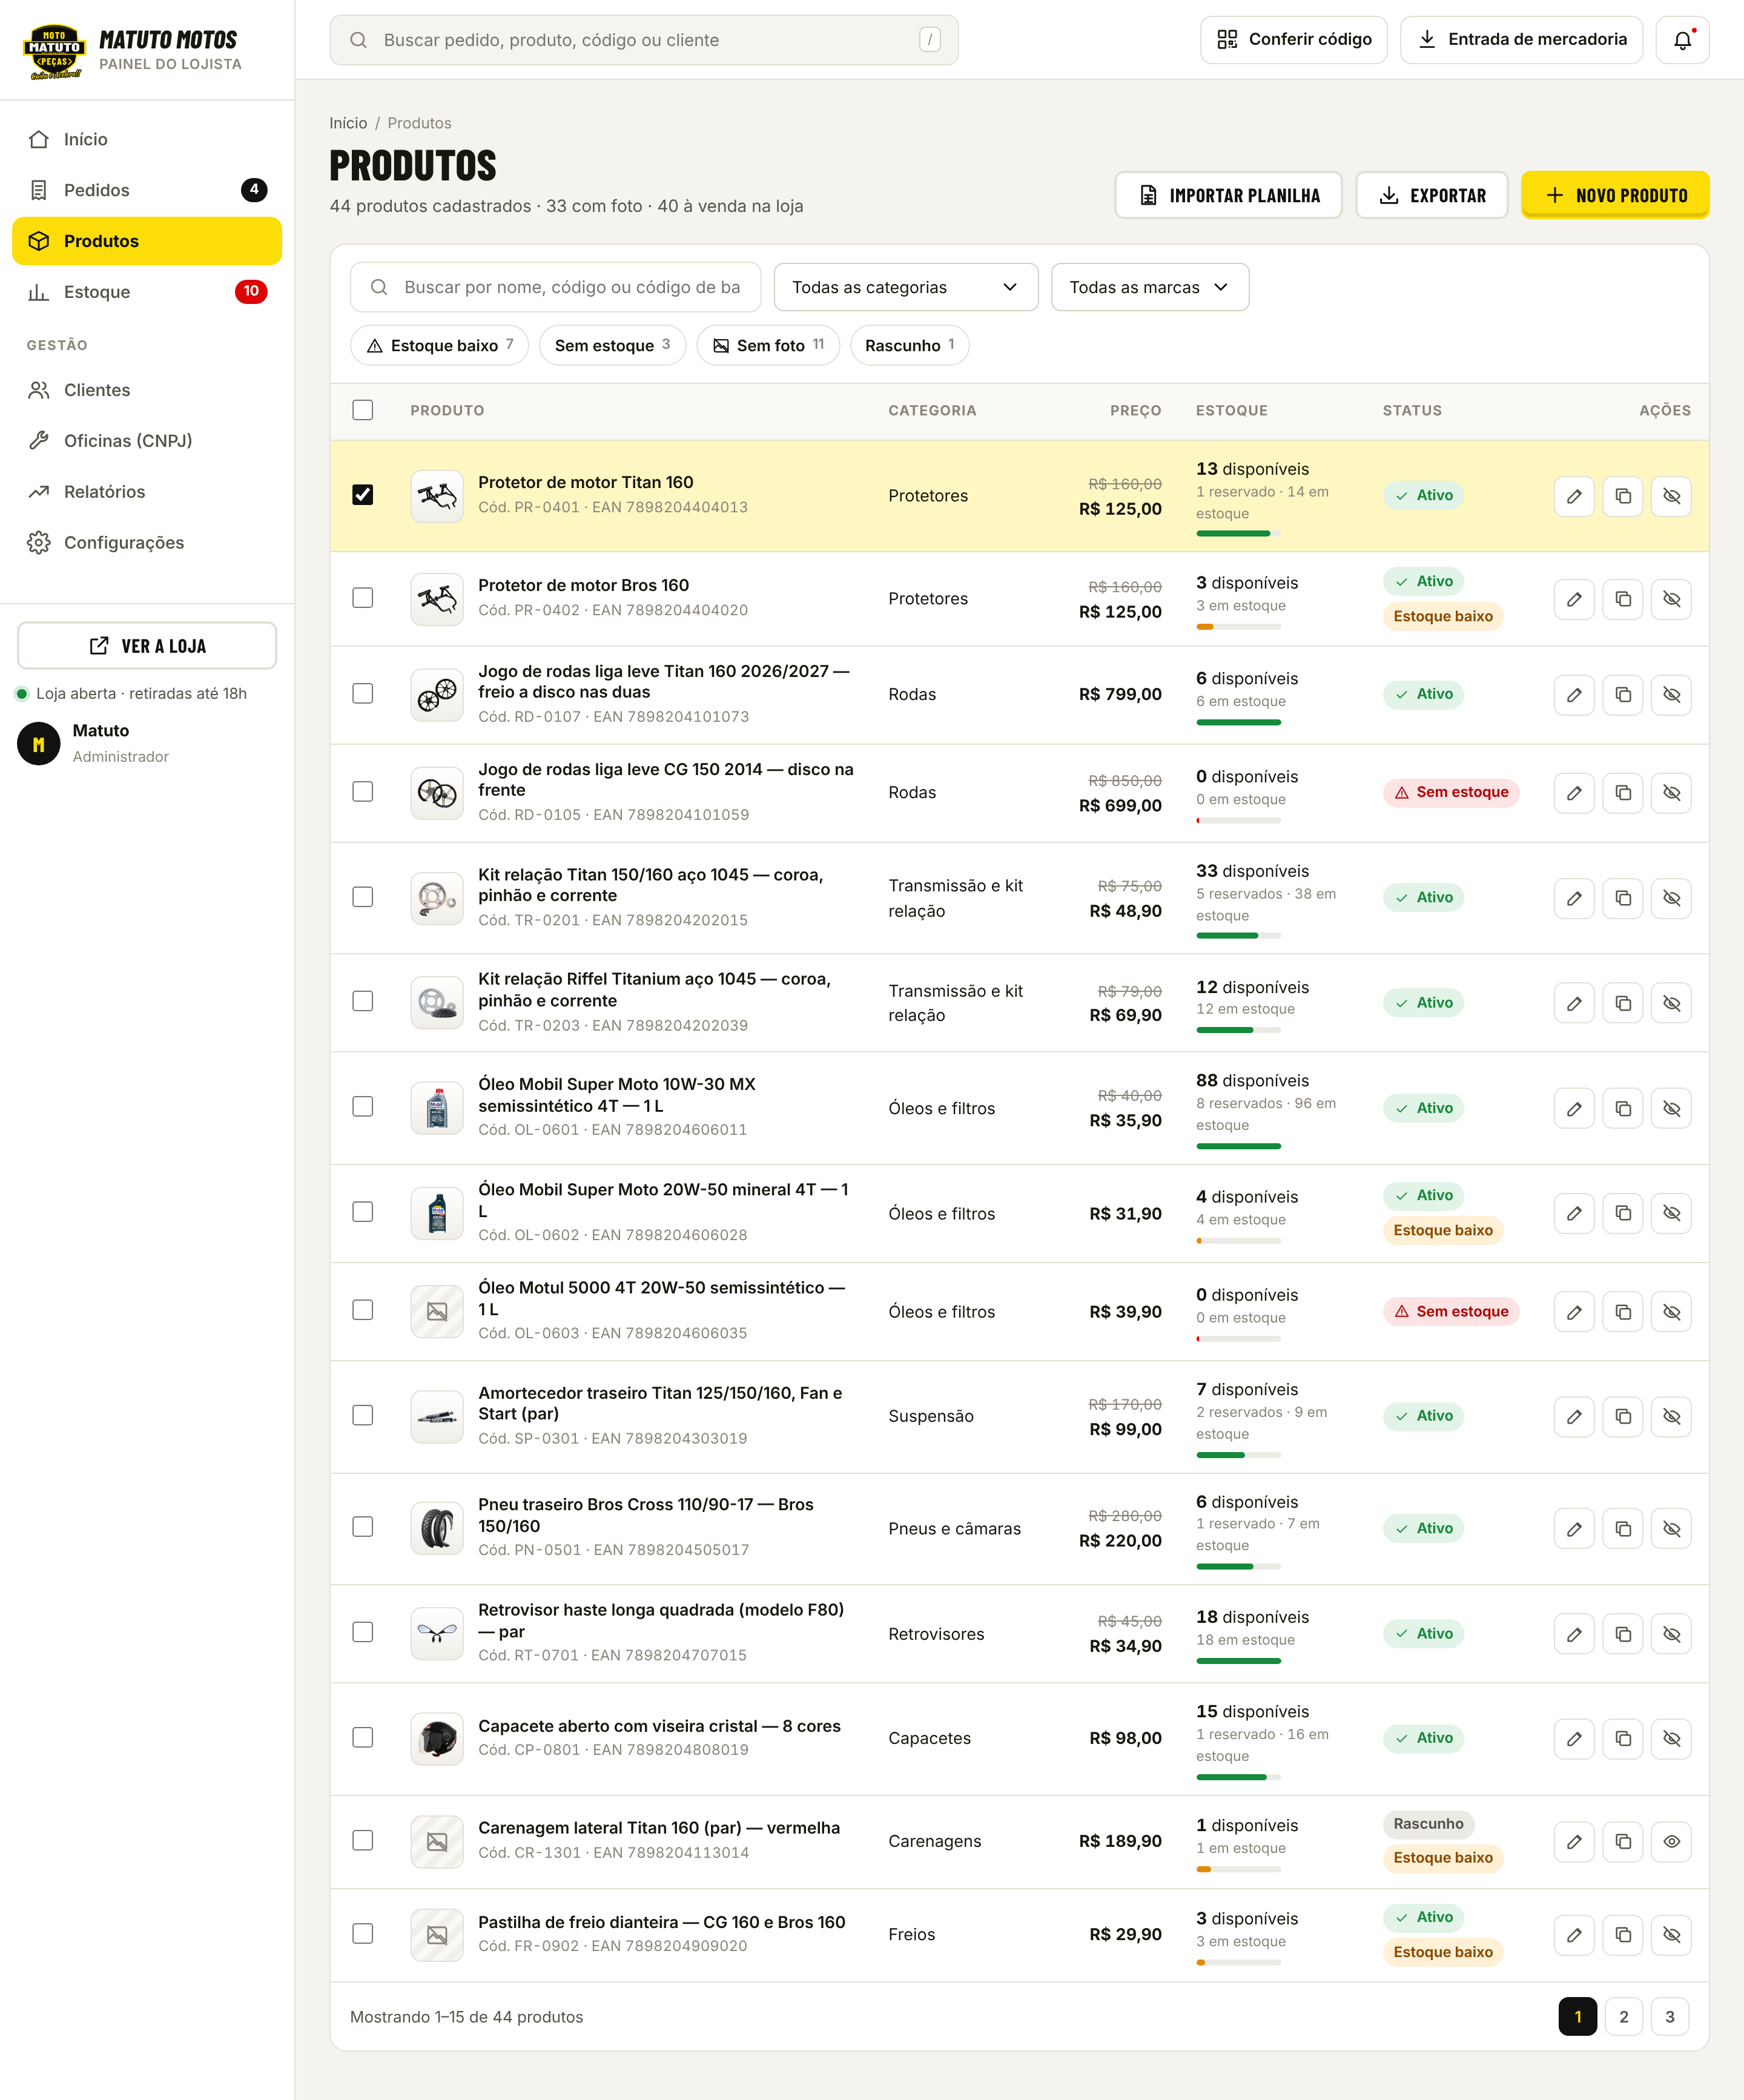 MOTO
MATUTO
PEÇAS
MATUTO MOTOS
PAINEL DO LOJISTA
Buscar pedido, produto, código ou cliente
/
Conferir código
Entrada de mercadoria
Início
Pedidos
4
Produtos
Estoque
10
GESTÃO
Clientes
Oficinas (CNPJ)
Relatórios
Configurações
VER A LOJA
Loja aberta · retiradas até 18h
M
Matuto
Administrador
Início / Produtos
PRODUTOS
44 produtos cadastrados · 33 com foto · 40 à venda na loja
IMPORTAR PLANILHA
EXPORTAR
NOVO PRODUTO
Buscar por nome, código ou código de ba
Todas as categorias
Todas as marcas
Estoque baixo 7
Sem estoque 3
Sem foto 11
Rascunho 1
PRODUTO
CATEGORIA
PREÇO
ESTOQUE
STATUS
AÇÕES
Protetor de motor Titan 160
Cód. PR-0401 · EAN 7898204404013
Protetores
R$ 160,00
R$ 125,00
13 disponíveis
1 reservado · 14 em
estoque
Ativo
Protetor de motor Bros 160
Cód. PR-0402 · EAN 7898204404020
Protetores
R$ 160,00
R$ 125,00
3 disponíveis
3 em estoque
Ativo
Estoque baixo
Jogo de rodas liga leve Titan 160 2026/2027 —
freio a disco nas duas
Cód. RD-0107 · EAN 7898204101073
Rodas
R$ 799,00
6 disponíveis
6 em estoque
Ativo
Jogo de rodas liga leve CG 150 2014 — disco na
frente
Cód. RD-0105 · EAN 7898204101059
Rodas
R$ 850,00
R$ 699,00
0 disponíveis
0 em estoque
Sem estoque
Kit relação Titan 150/160 aço 1045 — coroa,
pinhão e corrente
Cód. TR-0201 · EAN 7898204202015
Transmissão e kit
relação
R$ 75,00
R$ 48,90
33 disponíveis
5 reservados · 38 em
estoque
Ativo
Kit relação Riffel Titanium aço 1045 — coroa,
pinhão e corrente
Cód. TR-0203 · EAN 7898204202039
Transmissão e kit
relação
R$ 79,00
R$ 69,90
12 disponíveis
12 em estoque
Ativo
Óleo Mobil Super Moto 10W-30 MX
semissintético 4T — 1 L
Cód. OL-0601 · EAN 7898204606011
Óleos e filtros
R$ 40,00
R$ 35,90
88 disponíveis
8 reservados · 96 em
estoque
Ativo
Óleo Mobil Super Moto 20W-50 mineral 4T — 1
L
Cód. OL-0602 · EAN 7898204606028
Óleos e filtros
R$ 31,90
4 disponíveis
4 em estoque
Ativo
Estoque baixo
Óleo Motul 5000 4T 20W-50 semissintético —
1 L
Cód. OL-0603 · EAN 7898204606035
Óleos e filtros
R$ 39,90
0 disponíveis
0 em estoque
Sem estoque
Amortecedor traseiro Titan 125/150/160, Fan e
Start (par)
Cód. SP-0301 · EAN 7898204303019
Suspensão
R$ 170,00
R$ 99,00
7 disponíveis
2 reservados · 9 em
estoque
Ativo
Pneu traseiro Bros Cross 110/90-17 — Bros
150/160
Cód. PN-0501 · EAN 7898204505017
Pneus e câmaras
R$ 280,00
R$ 220,00
6 disponíveis
1 reservado · 7 em
estoque
Ativo
Retrovisor haste longa quadrada (modelo F80)
— par
Cód. RT-0701 · EAN 7898204707015
Retrovisores
R$ 45,00
R$ 34,90
18 disponíveis
18 em estoque
Ativo
Capacete aberto com viseira cristal — 8 cores
Cód. CP-0801 · EAN 7898204808019
Capacetes
R$ 98,00
15 disponíveis
1 reservado · 16 em
estoque
Ativo
Carenagem lateral Titan 160 (par) — vermelha
Cód. CR-1301 · EAN 7898204113014
Carenagens
R$ 189,90
1 disponíveis
1 em estoque
Rascunho
Estoque baixo
Pastilha de freio dianteira — CG 160 e Bros 160
Cód. FR-0902 · EAN 7898204909020
Freios
R$ 29,90
3 disponíveis
3 em estoque
Ativo
Estoque baixo
Mostrando 1–15 de 44 produtos
1
2
3